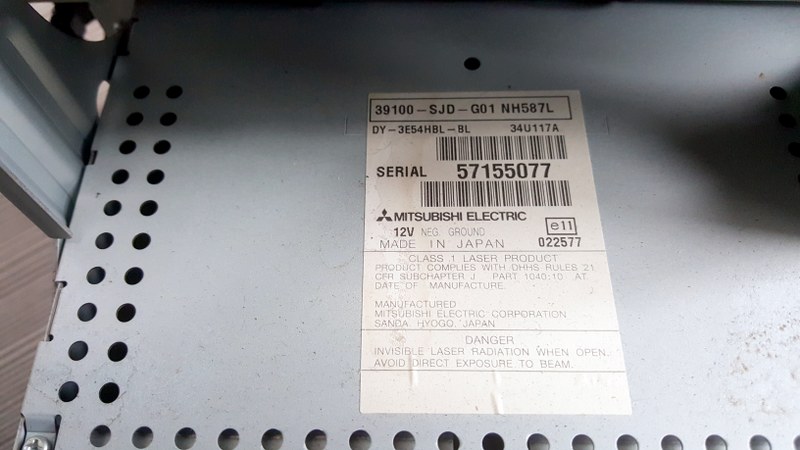 39100-SJD-G01 NH587L
DY-3E54HBL-BL 34U117A
SERIAL 57155077
MITSUBISHI ELECTRIC
12V NEG. GROUND e11
MADE IN JAPAN 022577
CLASS 1 LASER PRODUCT
PRODUCT COMPLIES WITH DHHS RULES 21
CFR SUBCHAPTER J PART 1040:10 AT
DATE OF MANUFACTURE.
MANUFACTURED
MITSUBISHI ELECTRIC CORPORATION
SANDA, HYOGO, JAPAN
DANGER
INVISIBLE LASER RADIATION WHEN OPEN.
AVOID DIRECT EXPOSURE TO BEAM.